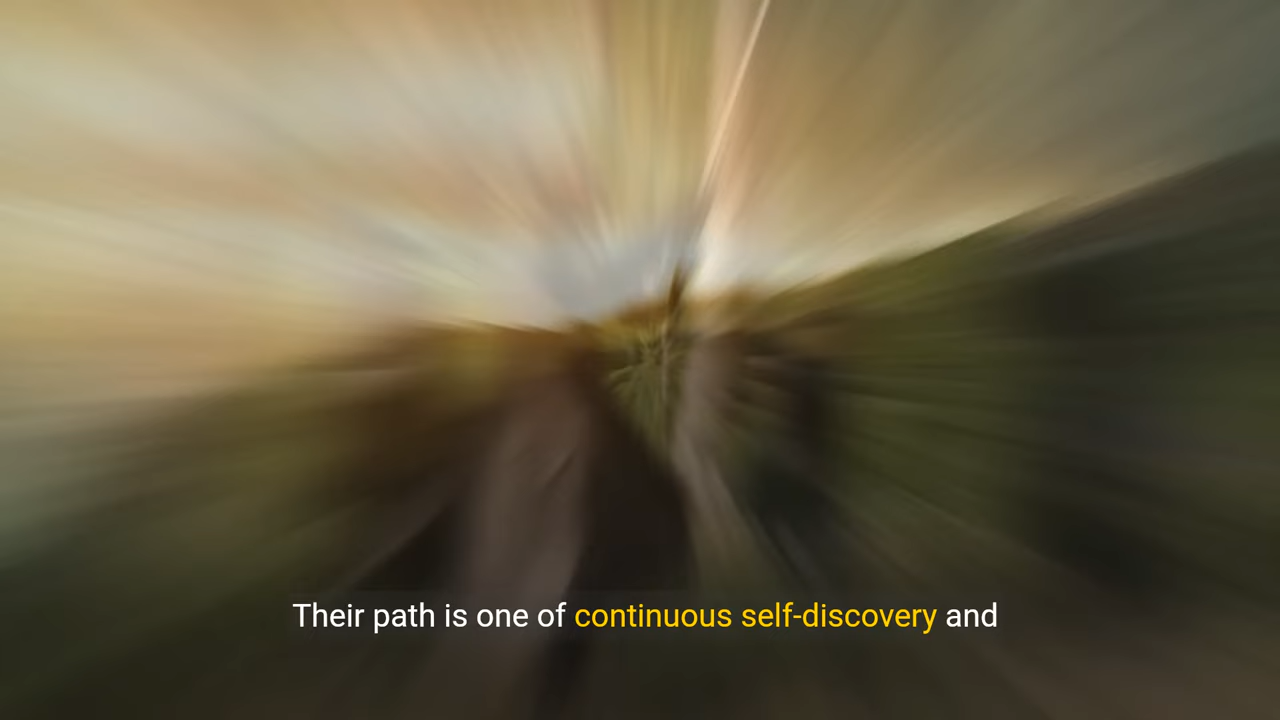 Their path is one of continuous self-discovery and